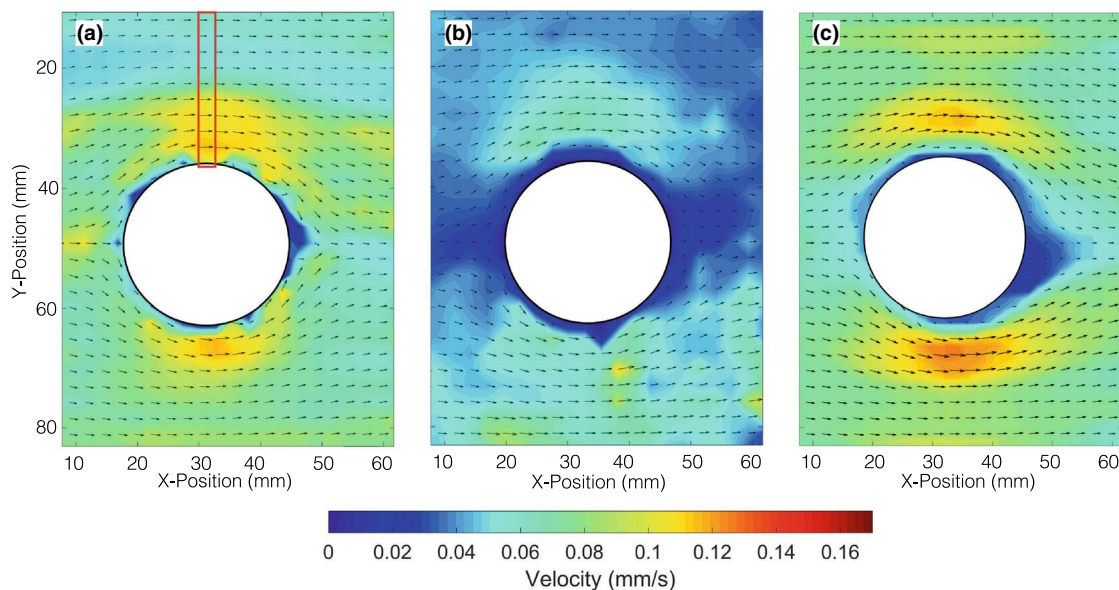 (a)
(b)
(c)
20
40
60
80
Y-Position (mm)
10 20 30 40 50 60
10 20 30 40 50 60
10 20 30 40 50 60
X-Position (mm)
X-Position (mm)
X-Position (mm)
0 0.02 0.04 0.06 0.08 0.1 0.12 0.14 0.16
Velocity (mm/s)